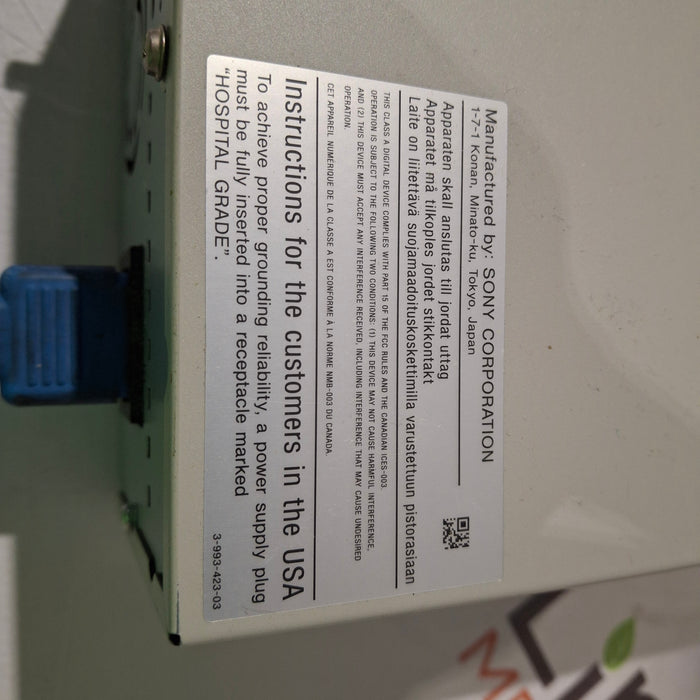 Manufactured by: SONY CORPORATION
1-7-1 Konan, Minato-ku, Tokyo, Japan
Apparaten skall anslutas till jordat uttag
Apparatet må tilkoples jordet stikkontakt
Laite on liitettävä suojamaadoituskoskettimilla varustettuun pistorasiaan
THIS CLASS A DIGITAL DEVICE COMPLIES WITH PART 15 OF THE FCC RULES AND THE CANADIAN ICES-003.
OPERATION IS SUBJECT TO THE FOLLOWING TWO CONDITIONS: (1) THIS DEVICE MAY NOT CAUSE HARMFUL INTERFERENCE,
AND (2) THIS DEVICE MUST ACCEPT ANY INTERFERENCE RECEIVED, INCLUDING INTERFERENCE THAT MAY CAUSE UNDESIRED
OPERATION.
CET APPAREIL NUMÉRIQUE DE LA CLASSE A EST CONFORME À LA NORME NMB-003 DU CANADA.
Instructions for the customers in the USA
To achieve proper grounding reliability, a power supply plug
must be fully inserted into a receptacle marked
"HOSPITAL GRADE".
3-993-423-03